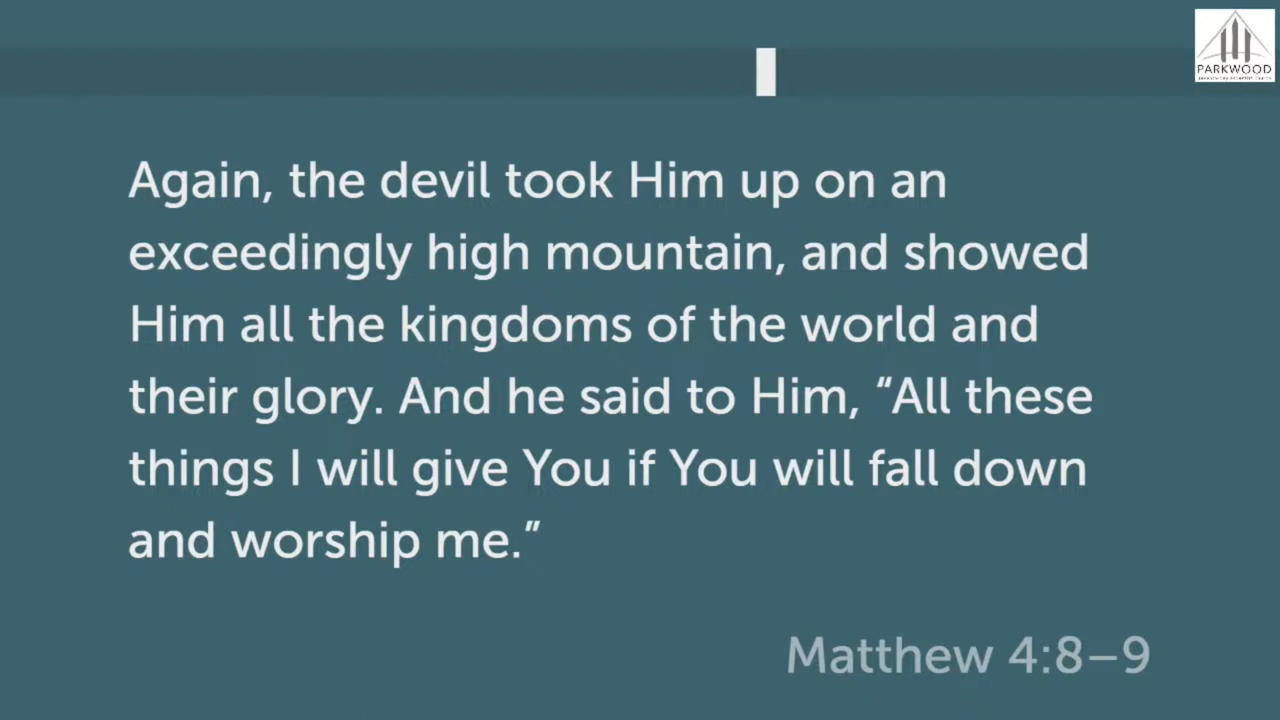 PARKWOOD
Again, the devil took Him up on an
exceedingly high mountain, and showed
Him all the kingdoms of the world and
their glory. And he said to Him, “All these
things I will give You if You will fall down
and worship me.”
Matthew 4:8–9